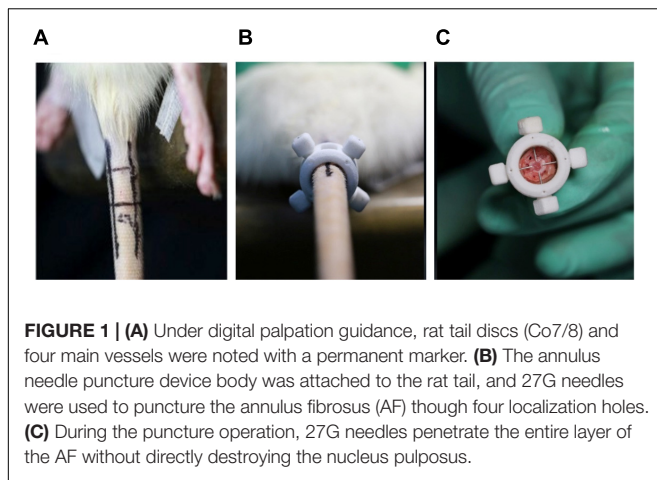 A B C
FIGURE 1 | (A) Under digital palpation guidance, rat tail discs (Co7/8) and
four main vessels were noted with a permanent marker. (B) The annulus
needle puncture device body was attached to the rat tail, and 27G needles
were used to puncture the annulus fibrosus (AF) though four localization holes.
(C) During the puncture operation, 27G needles penetrate the entire layer of
the AF without directly destroying the nucleus pulposus.